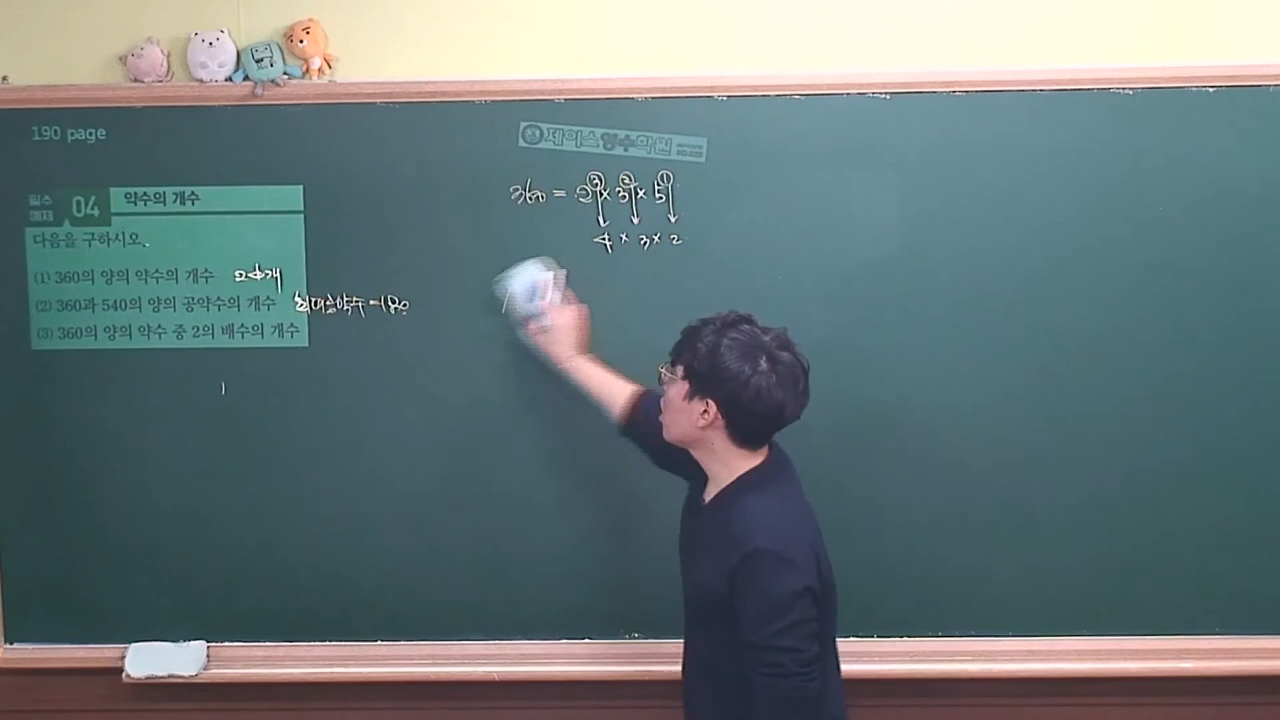 190 page
제이스영수학원
필수 예제 04 약수의 개수
다음을 구하시오.
(1) 360의 양의 약수의 개수 24개
(2) 360과 540의 양의 공약수의 개수 최대공약수=180
(3) 360의 양의 약수 중 2의 배수의 개수
360 = 2³ × 3² × 5¹
4 × 3 × 2